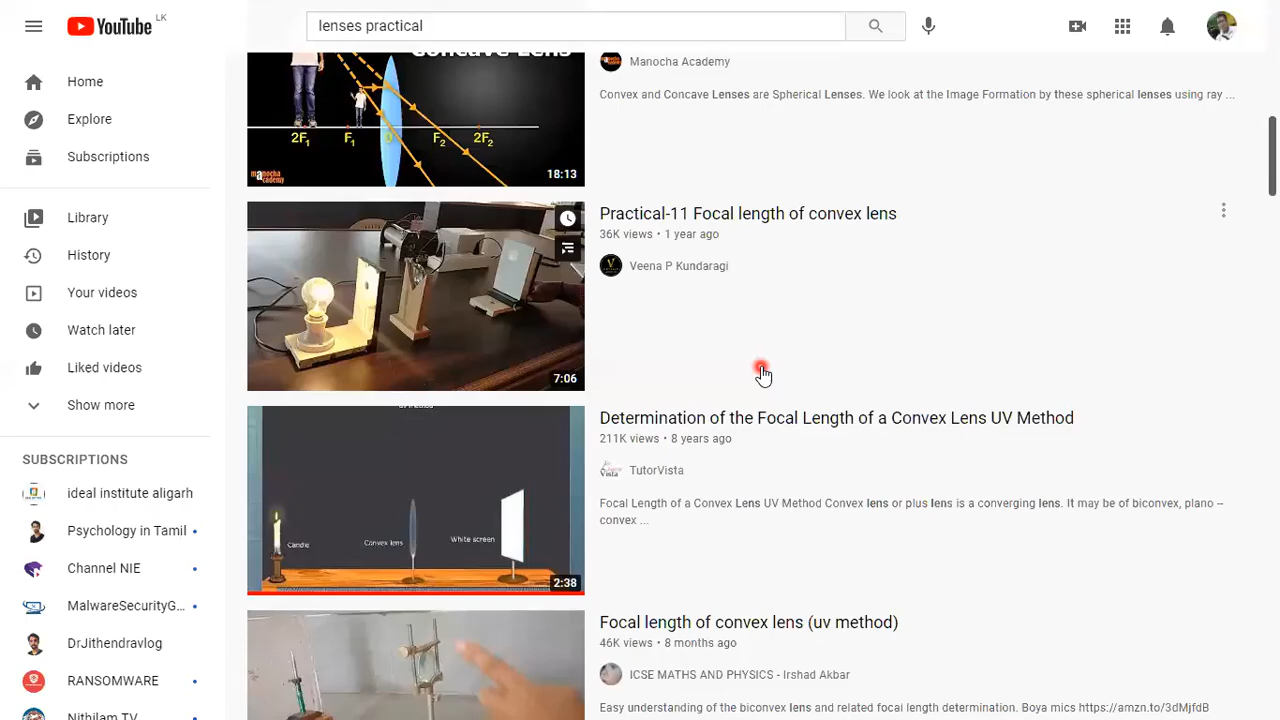 YouTube LK
lenses practical
Home
Explore
Subscriptions
Library
History
Your videos
Watch later
Liked videos
Show more
SUBSCRIPTIONS
ideal institute aligarh
Psychology in Tamil
Channel NIE
MalwareSecurityG...
DrJithendravlog
RANSOMWARE
Nithilam TV
Concave Lens
2F1 F1 F2 2F2
manocha academy
18:13
Manocha Academy
Convex and Concave Lenses are Spherical Lenses. We look at the Image Formation by these spherical lenses using ray ...
7:06
Practical-11 Focal length of convex lens
36K views • 1 year ago
Veena P Kundaragi
Candle
Convex lens
White screen
2:38
Determination of the Focal Length of a Convex Lens UV Method
211K views • 8 years ago
TutorVista
Focal Length of a Convex Lens UV Method Convex lens or plus lens is a converging lens. It may be of biconvex, plano --
convex ...
Focal length of convex lens (uv method)
46K views • 8 months ago
ICSE MATHS AND PHYSICS - Irshad Akbar
Easy understanding of the biconvex lens and related focal length determination. Boya mics https://amzn.to/3dMjfdB